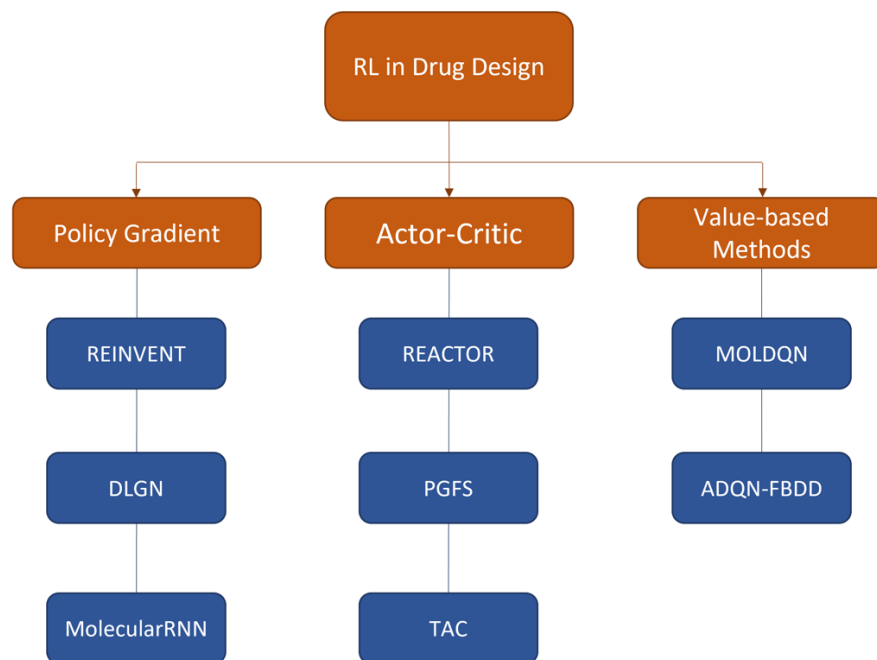 RL in Drug Design
Policy Gradient
Actor-Critic
Value-based
Methods
REINVENT
REACTOR
MOLDQN
DLGN
PGFS
ADQN-FBDD
MolecularRNN
TAC